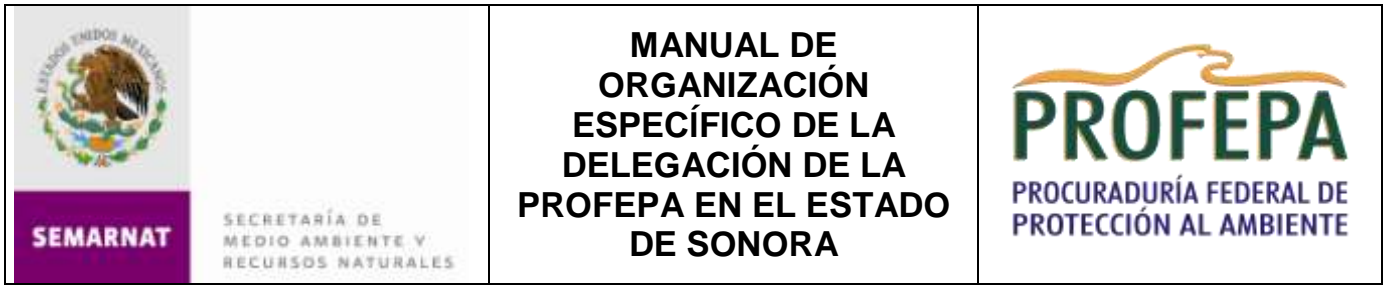 ESTADOS UNIDOS MEXICANOS
SEMARNAT
SECRETARÍA DE
MEDIO AMBIENTE Y
RECURSOS NATURALES
MANUAL DE
ORGANIZACIÓN
ESPECÍFICO DE LA
DELEGACIÓN DE LA
PROFEPA EN EL ESTADO
DE SONORA
PROFEPA
PROCURADURÍA FEDERAL DE
PROTECCIÓN AL AMBIENTE